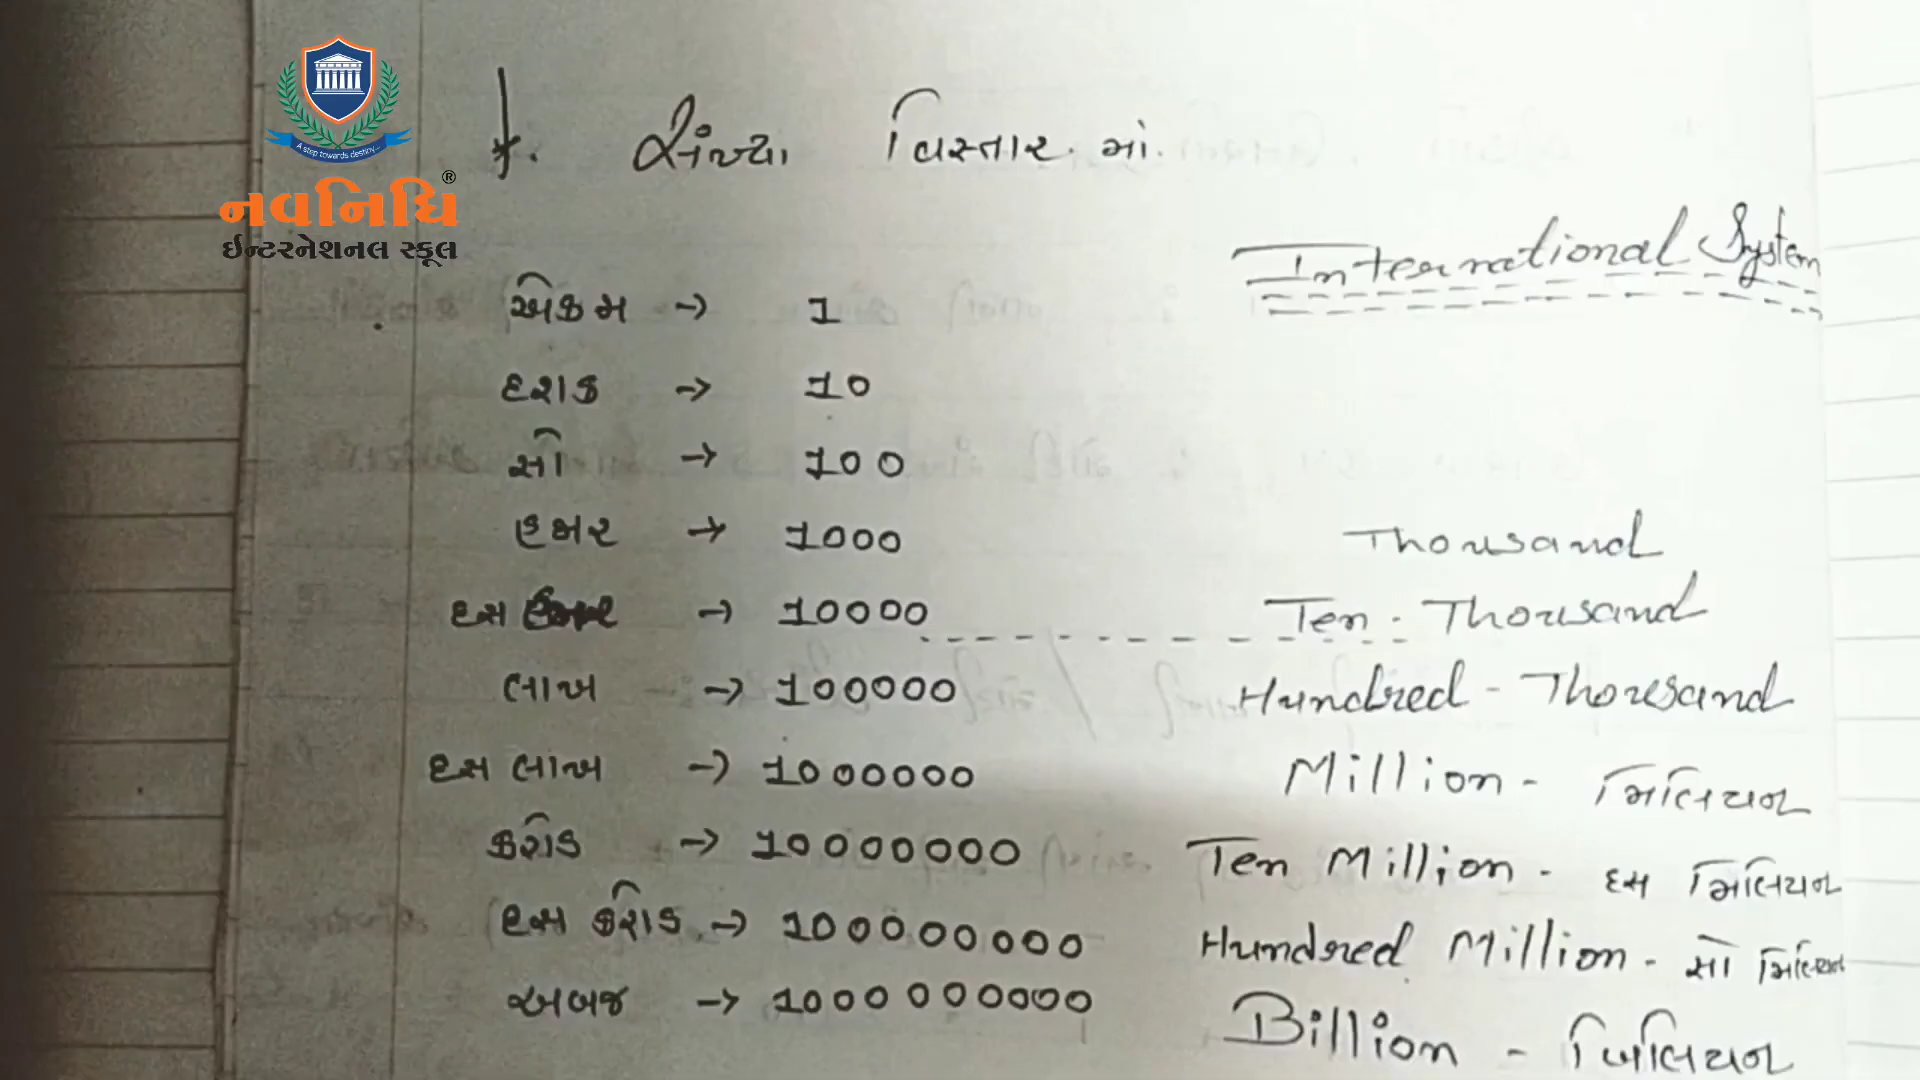 A step towards destiny...
નવનિધિ ®
ઈન્ટરનેશનલ સ્કૂલ
*. સંખ્યા વિસ્તાર માં.
International System
એકમ → 1
દશક → 10
સો → 100
હજાર → 1000 Thousand
દસ હજાર → 10000 Ten - Thousand
લાખ → 100000 Hundred - Thousand
દસ લાખ → 1000000 Million - મિલિયન
કરોડ → 10000000 Ten Million - દસ મિલિયન
દસ કરોડ → 100000000 Hundred Million - સો મિલિયન
અબજ → 1000000000 Billion - બિલિયન